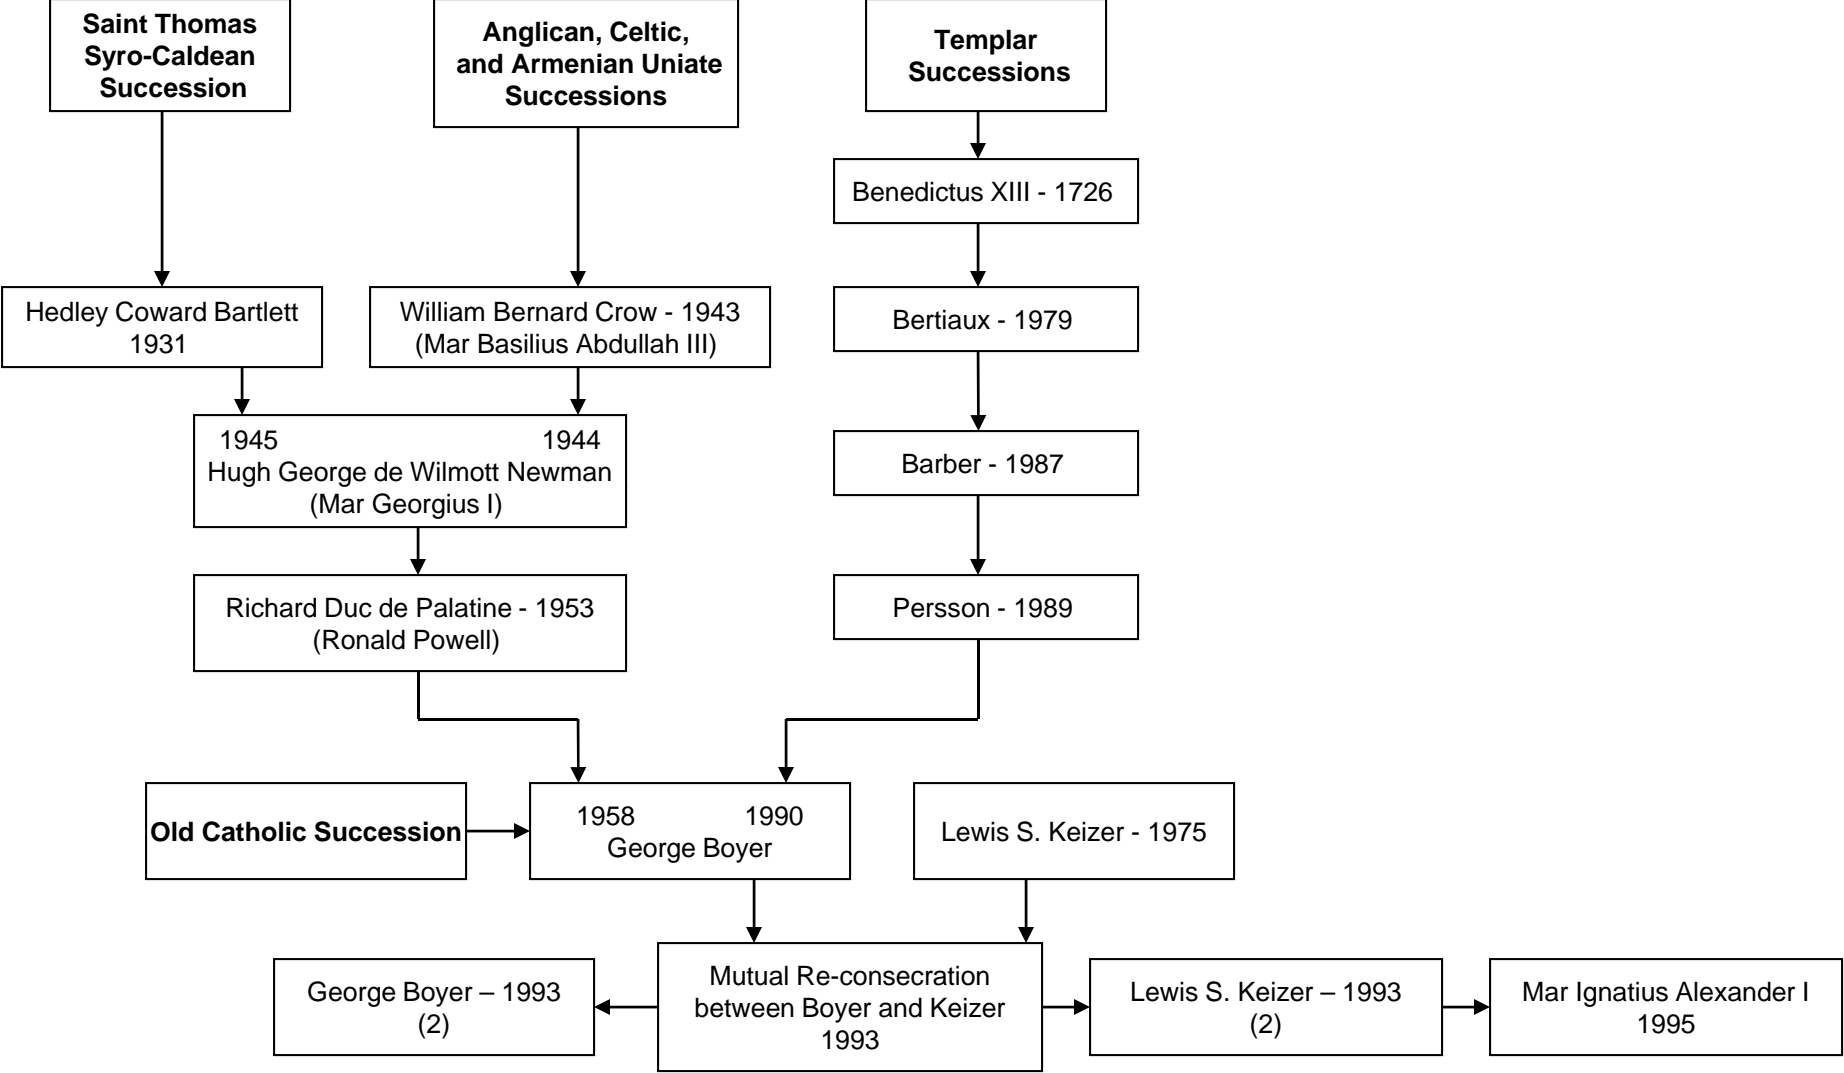 Saint Thomas
Syro-Caldean
Succession
Anglican, Celtic,
and Armenian Uniate
Successions
Templar
Successions
Benedictus XIII - 1726
Hedley Coward Bartlett
1931
William Bernard Crow - 1943
(Mar Basilius Abdullah III)
Bertiaux - 1979
1945 1944
Hugh George de Wilmott Newman
(Mar Georgius I)
Barber - 1987
Richard Duc de Palatine - 1953
(Ronald Powell)
Persson - 1989
Old Catholic Succession
1958 1990
George Boyer
Lewis S. Keizer - 1975
George Boyer – 1993
(2)
Mutual Re-consecration
between Boyer and Keizer
1993
Lewis S. Keizer – 1993
(2)
Mar Ignatius Alexander I
1995